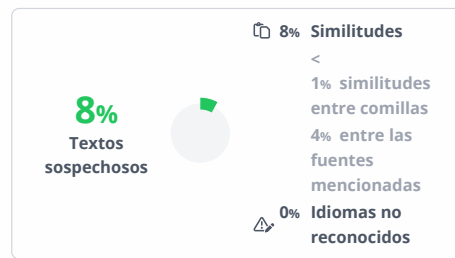 8%
Textos
sospechosos
8% Similitudes
<
1% similitudes
entre comillas
4% entre las
fuentes
mencionadas
0% Idiomas no
reconocidos